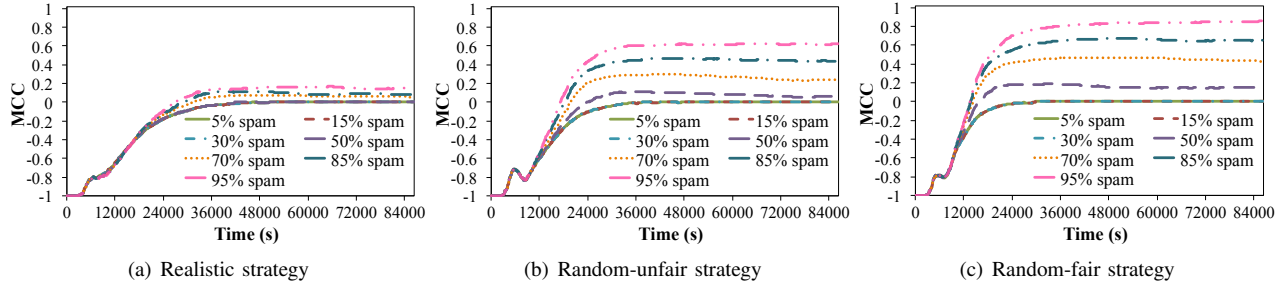 1
0.8
0.6
0.4
0.2
0
-0.2
-0.4
-0.6
-0.8
-1
MCC
5% spam 15% spam
30% spam 50% spam
70% spam 85% spam
95% spam
0 12000 24000 36000 48000 60000 72000 84000
Time (s)
(a) Realistic strategy
1
0.8
0.6
0.4
0.2
0
-0.2
-0.4
-0.6
-0.8
-1
MCC
5% spam 15% spam
30% spam 50% spam
70% spam 85% spam
95% spam
0 12000 24000 36000 48000 60000 72000 84000
Time (s)
(b) Random-unfair strategy
1
0.8
0.6
0.4
0.2
0
-0.2
-0.4
-0.6
-0.8
-1
MCC
5% spam 15% spam
30% spam 50% spam
70% spam 85% spam
95% spam
0 12000 24000 36000 48000 60000 72000 84000
Time (s)
(c) Random-fair strategy